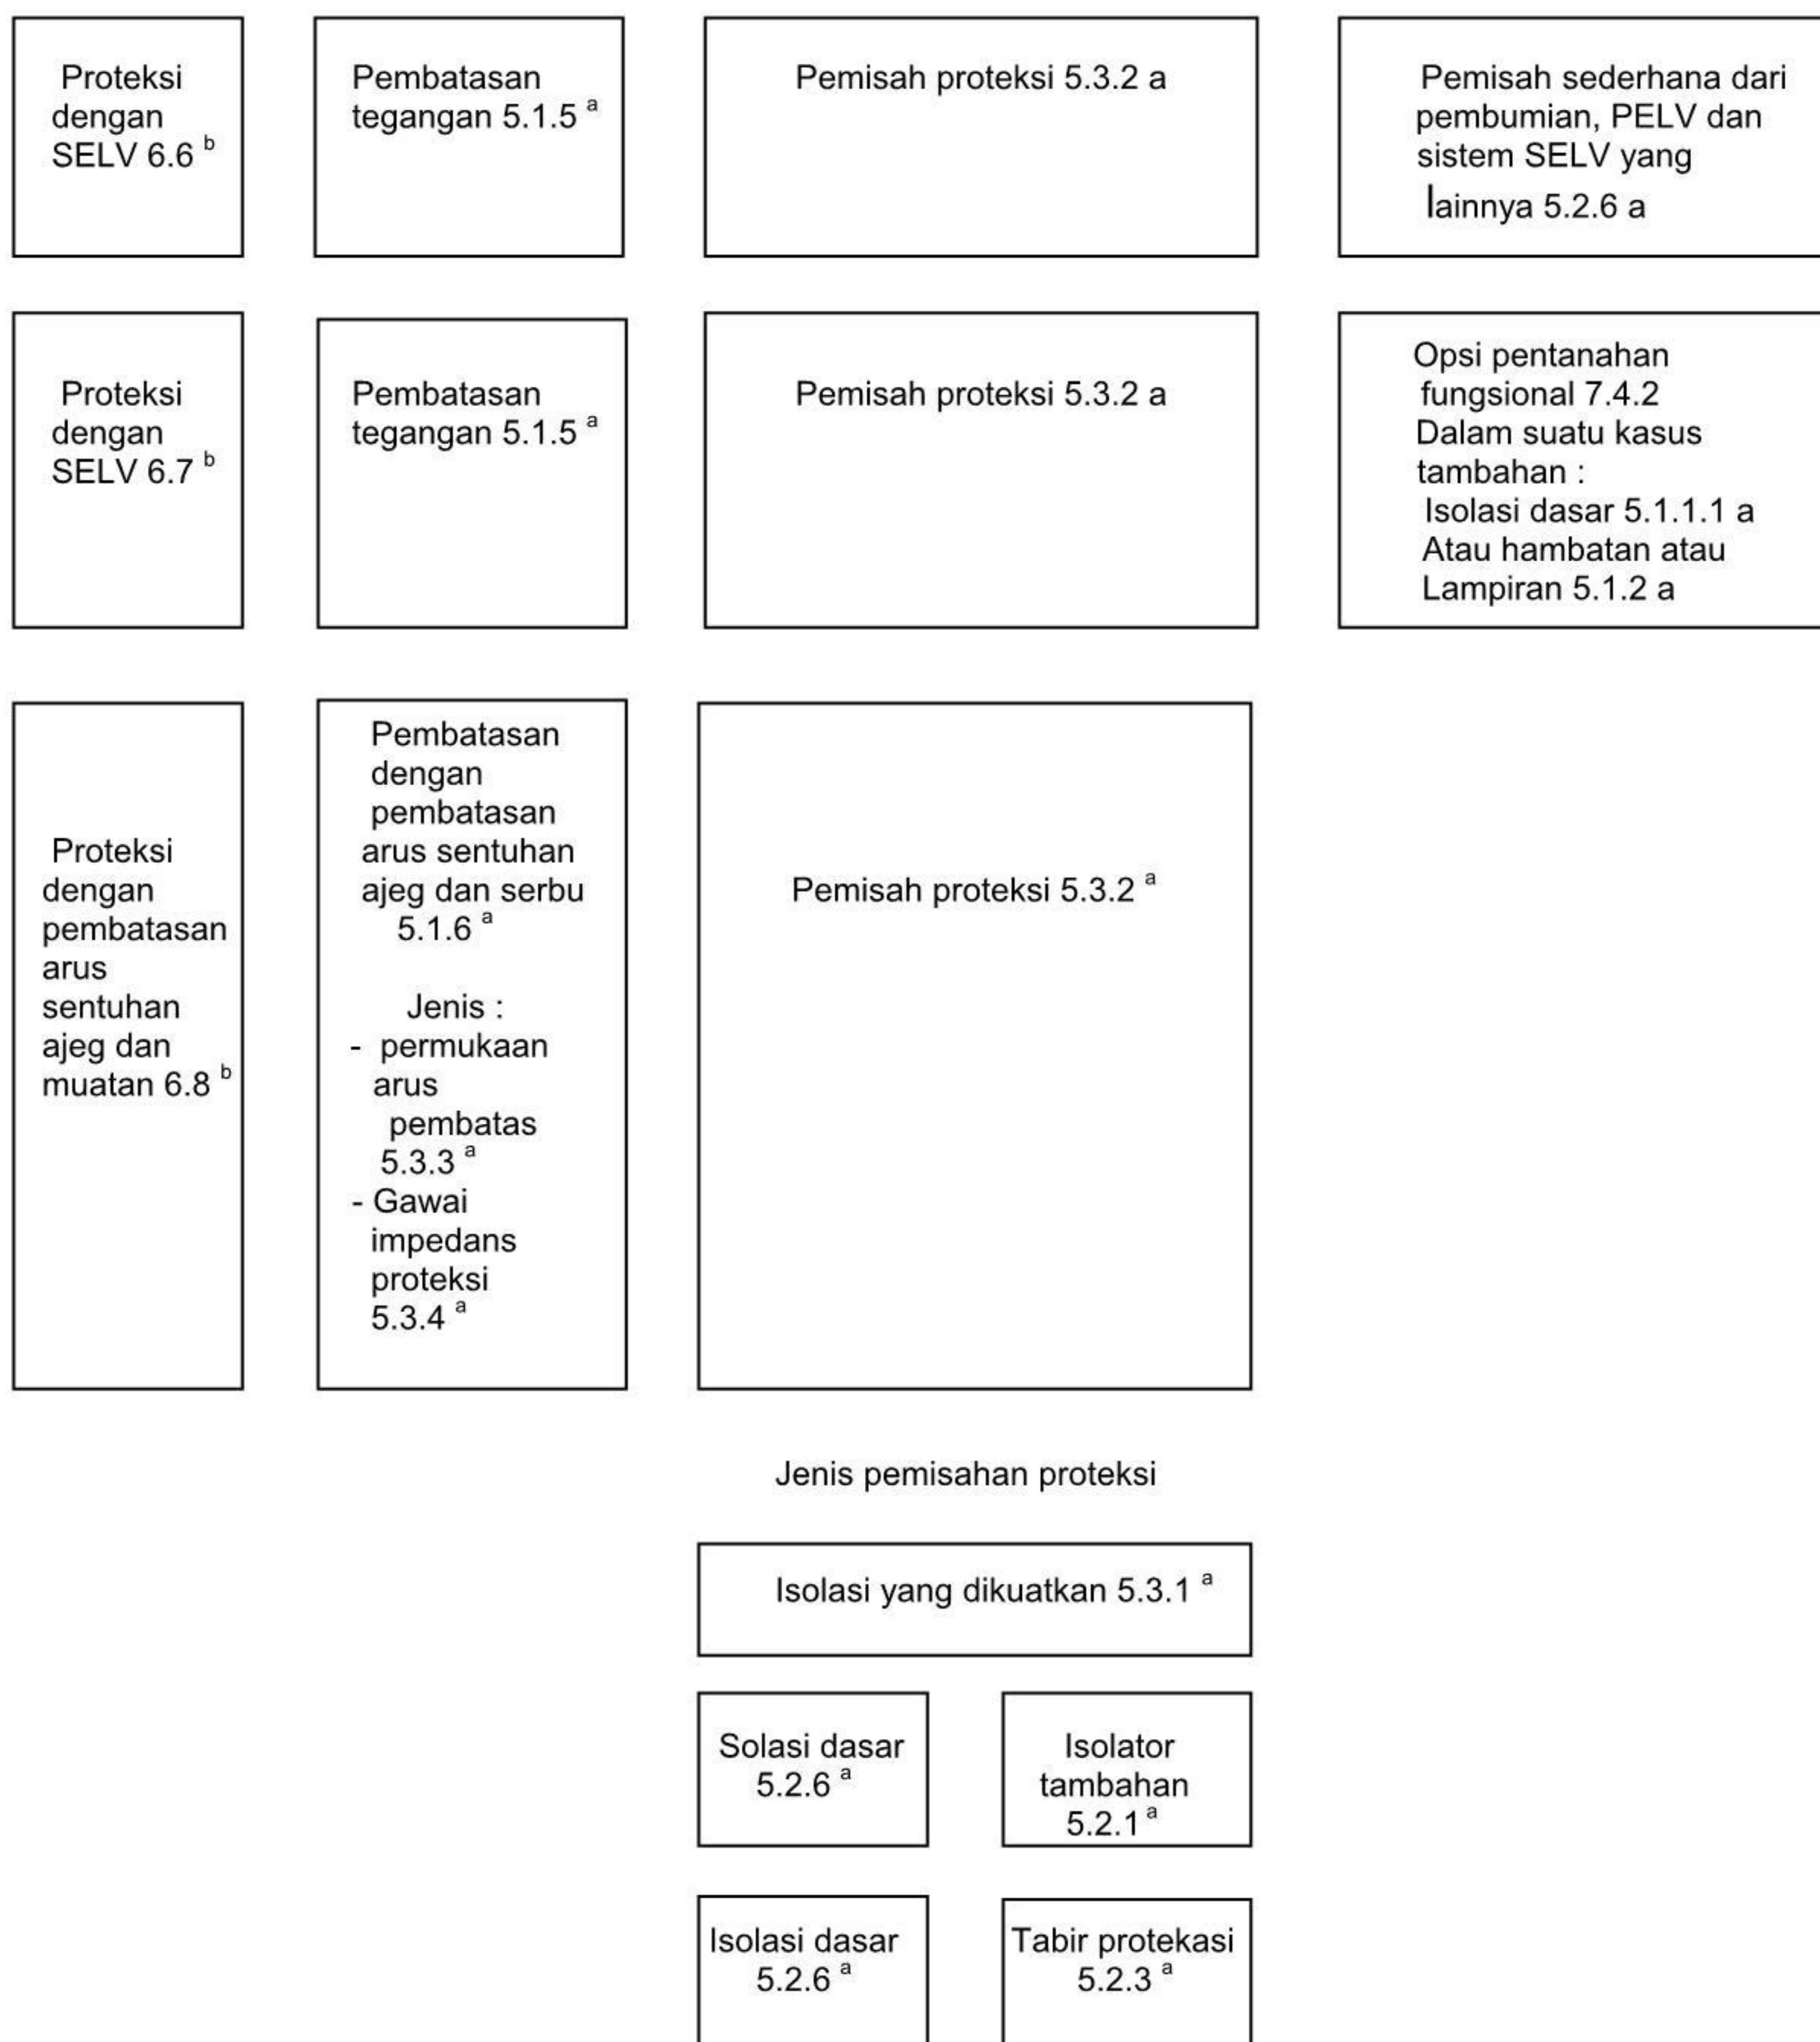 Proteksi
dengan
SELV 6.6 b
Pembatasan
tegangan 5.1.5 a
Pemisah proteksi 5.3.2 a
Pemisah sederhana dari
pembumian, PELV dan
sistem SELV yang
lainnya 5.2.6 a
Proteksi
dengan
SELV 6.7 b
Pembatasan
tegangan 5.1.5 a
Pemisah proteksi 5.3.2 a
Opsi pentanahan
fungsional 7.4.2
Dalam suatu kasus
tambahan :
Isolasi dasar 5.1.1.1 a
Atau hambatan atau
Lampiran 5.1.2 a
Proteksi
dengan
pembatasan
arus
sentuhan
ajeg dan
muatan 6.8 b
Pembatasan
dengan
pembatasan
arus sentuhan
ajeg dan serbu
5.1.6 a
Jenis :
- permukaan
arus
pembatas
5.3.3 a
- Gawai
impedans
proteksi
5.3.4 a
Pemisah proteksi 5.3.2 a
Jenis pemisahan proteksi
Isolasi yang dikuatkan 5.3.1 a
Solasi dasar
5.2.6 a
Isolator
tambahan
5.2.1 a
Isolasi dasar
5.2.6 a
Tabir protekasi
5.2.3 a